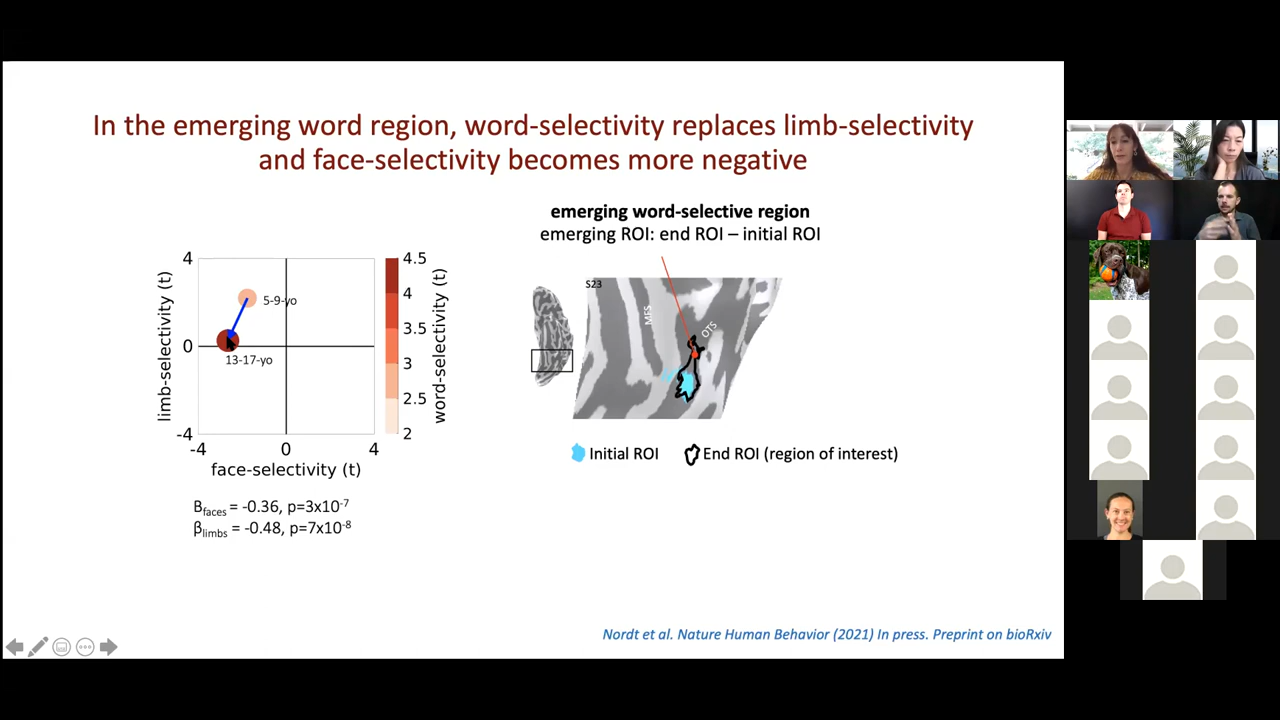 In the emerging word region, word-selectivity replaces limb-selectivity
and face-selectivity becomes more negative
emerging word-selective region
emerging ROI: end ROI – initial ROI
4
0
-4
limb-selectivity (t)
5-9-yo
13-17-yo
-4
0
4
face-selectivity (t)
4.5
4
3.5
3
2.5
2
word-selectivity (t)
B_faces = -0.36, p=3x10^-7
β_limbs = -0.48, p=7x10^-8
S23
MFS
OTS
Initial ROI
End ROI (region of interest)
Nordt et al. Nature Human Behavior (2021) In press. Preprint on bioRxiv